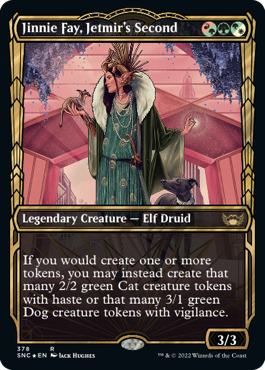 Jinnie Fay, Jetmir's Second
Legendary Creature — Elf Druid
If you would create one or more
tokens, you may instead create that
many 2/2 green Cat creature tokens
with haste or that many 3/1 green
Dog creature tokens with vigilance.
3/3
378 R
SNC ★ EN Jack Hughes
™ & © 2022 Wizards of the Coast